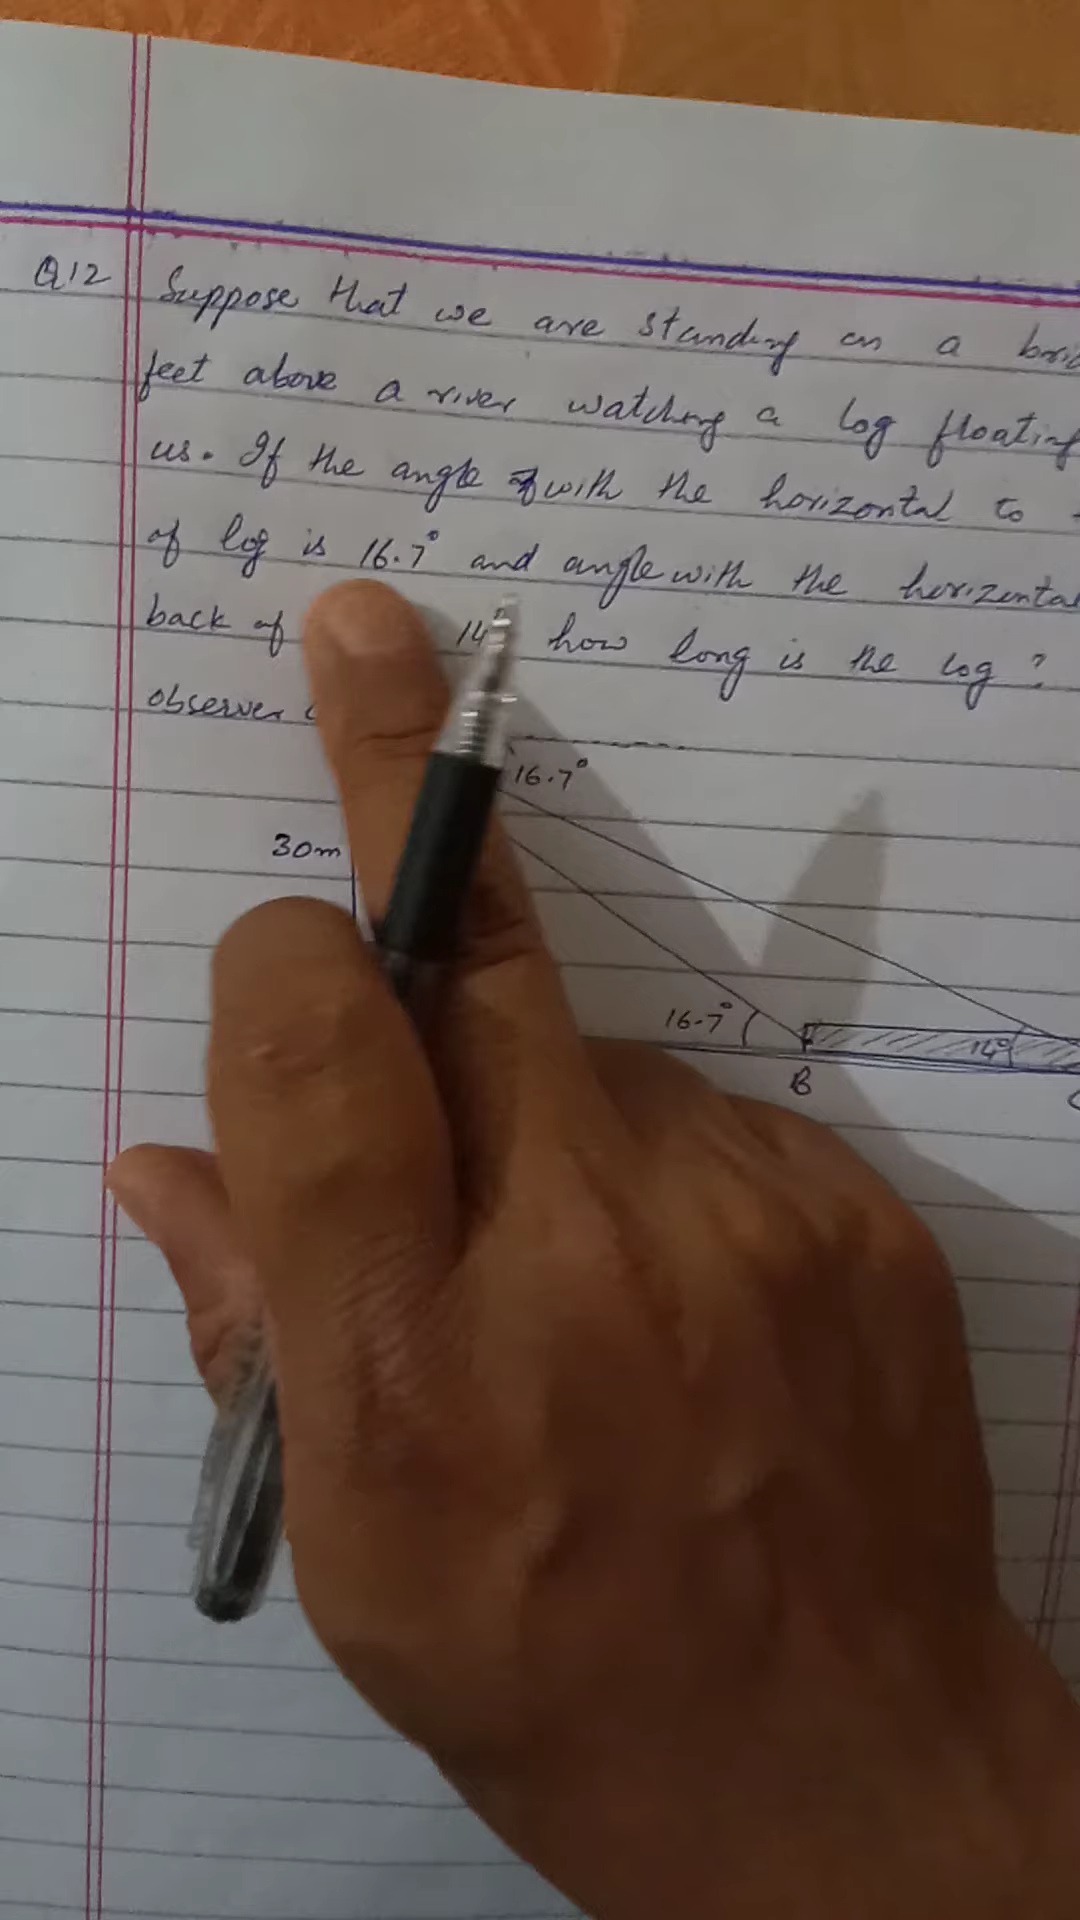 Q12 Suppose that we are standing on a
feet above a river watching a log floating
us. If the angle with the horizontal to
of log is 16.7° and angle with the horizontal
back of 14° how long is the log?
observer
16.7°
30m
16.7°
14°
B